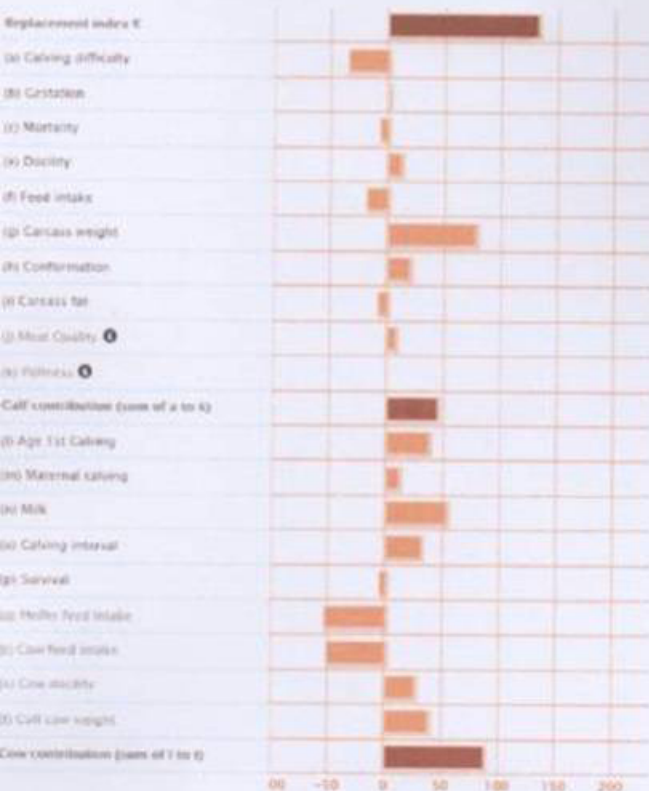 Replacement index €
(a) Calving difficulty
(b) Gestation
(c) Mortality
(e) Docility
(f) Feed intake
(g) Carcass weight
(h) Conformation
(i) Carcass fat
(j) Meat Quality
(k) Pollness
Calf contribution (sum of a to k)
(l) Age 1st Calving
(m) Maternal calving
(n) Milk
(o) Calving interval
(p) Survival
(q) Heifer feed intake
(r) Cow feed intake
(s) Cow docility
(t) Cull cow weight
Cow contribution (sum of l to t)
00 -50 0 50 100 150 200